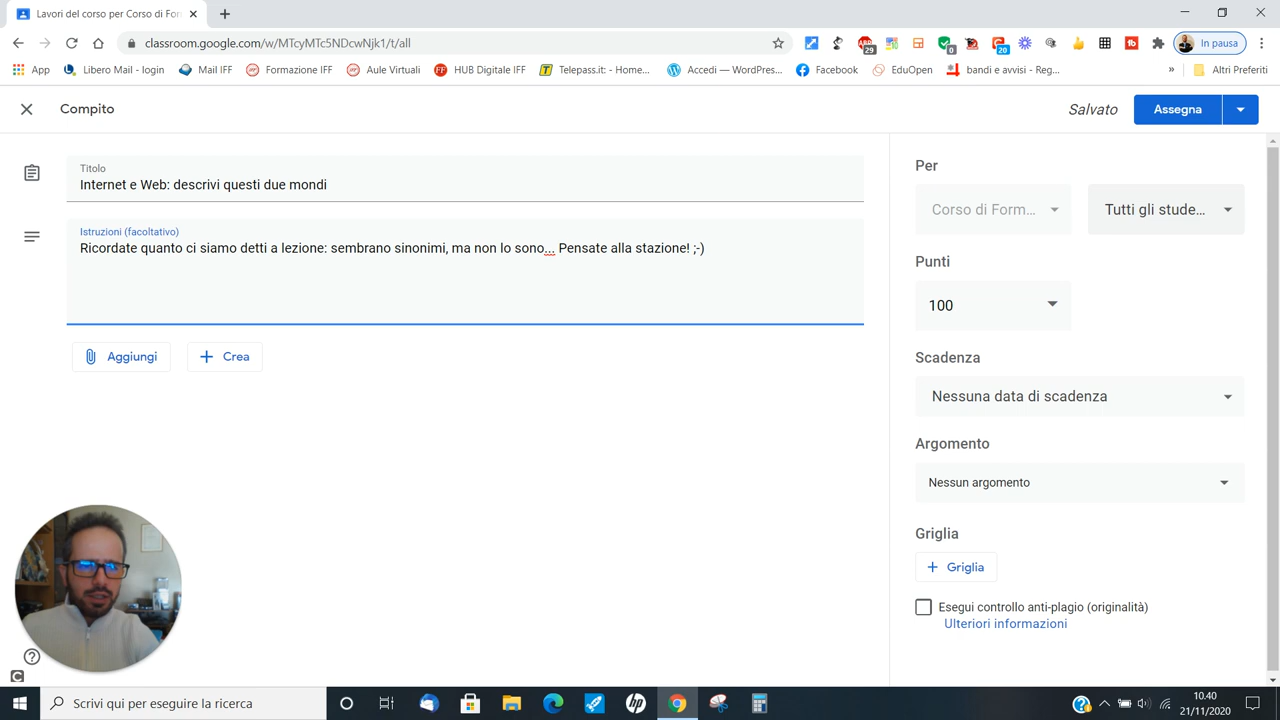 Lavori del corso per Corso di Fon
classroom.google.com/w/MTcyMTc5NDcwNjk1/t/all
29
0
20
In pausa
App
Libero Mail - login
Mail IFF
Formazione IFF
Aule Virtuali
HUB Digitale IFF
Telepass.it: - Home...
Accedi — WordPres...
Facebook
EduOpen
bandi e avvisi - Reg...
»
Altri Preferiti
Compito
Salvato
Assegna
Titolo
Internet e Web: descrivi questi due mondi
Istruzioni (facoltativo)
Ricordate quanto ci siamo detti a lezione: sembrano sinonimi, ma non lo sono... Pensate alla stazione! ;-)
Aggiungi
Crea
Per
Corso di Form...
Tutti gli stude...
Punti
100
Scadenza
Nessuna data di scadenza
Argomento
Nessun argomento
Griglia
+ Griglia
Esegui controllo anti-plagio (originalità)
Ulteriori informazioni
Scrivi qui per eseguire la ricerca
10.40
21/11/2020